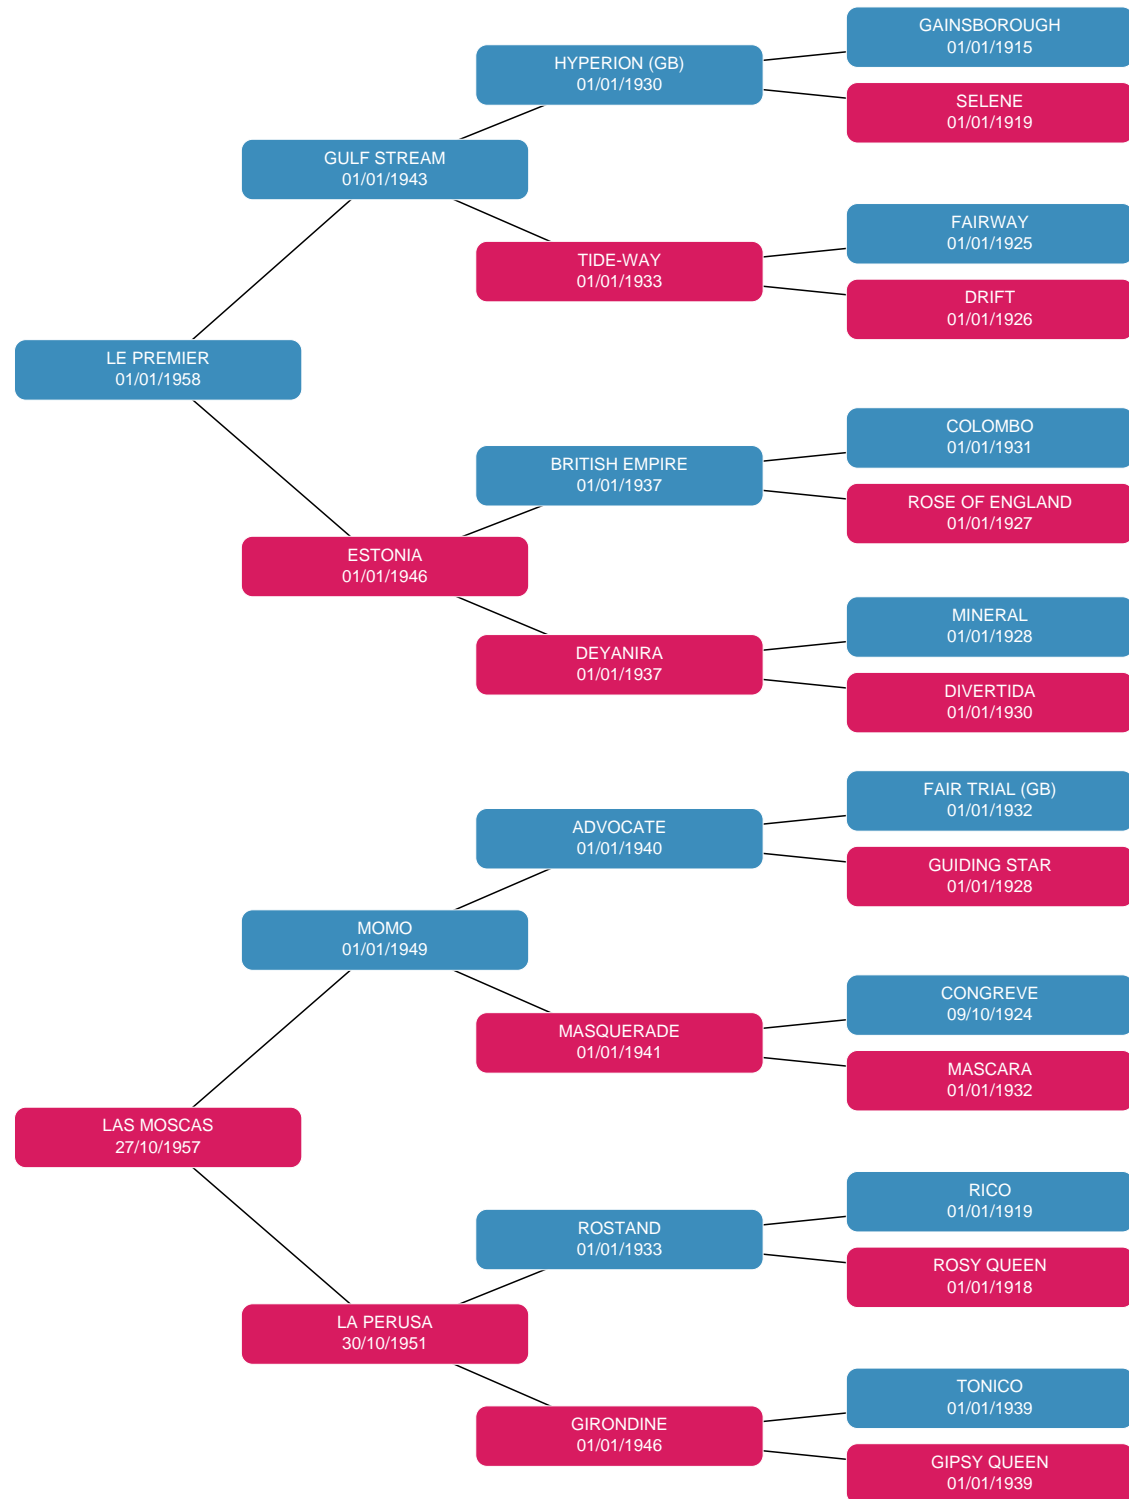 GAINSBOROUGH
01/01/1915
HYPERION (GB)
01/01/1930
SELENE
01/01/1919
GULF STREAM
01/01/1943
FAIRWAY
01/01/1925
TIDE-WAY
01/01/1933
DRIFT
01/01/1926
LE PREMIER
01/01/1958
COLOMBO
01/01/1931
BRITISH EMPIRE
01/01/1937
ROSE OF ENGLAND
01/01/1927
ESTONIA
01/01/1946
MINERAL
01/01/1928
DEYANIRA
01/01/1937
DIVERTIDA
01/01/1930
FAIR TRIAL (GB)
01/01/1932
ADVOCATE
01/01/1940
GUIDING STAR
01/01/1928
MOMO
01/01/1949
CONGREVE
09/10/1924
MASQUERADE
01/01/1941
MASCARA
01/01/1932
LAS MOSCAS
27/10/1957
RICO
01/01/1919
ROSTAND
01/01/1933
ROSY QUEEN
01/01/1918
LA PERUSA
30/10/1951
TONICO
01/01/1939
GIRONDINE
01/01/1946
GIPSY QUEEN
01/01/1939